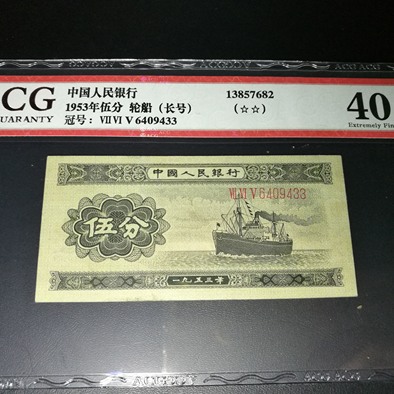 CG
UARANTY
中国人民银行
1953年伍分 轮船（长号）
冠号：Ⅶ Ⅵ Ⅴ 6409433
13857682
（☆☆）
40
Extremely Fin
中國人民銀行
Ⅶ Ⅵ Ⅴ 6409433
伍分
一九五三年